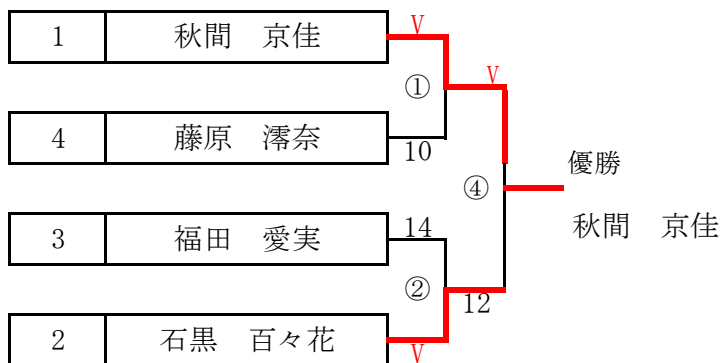 1 秋間 京佳
V
V
①
4 藤原 澪奈
10
優勝
④
秋間 京佳
3 福田 愛実
14
②
12
2 石黒 百々花
V